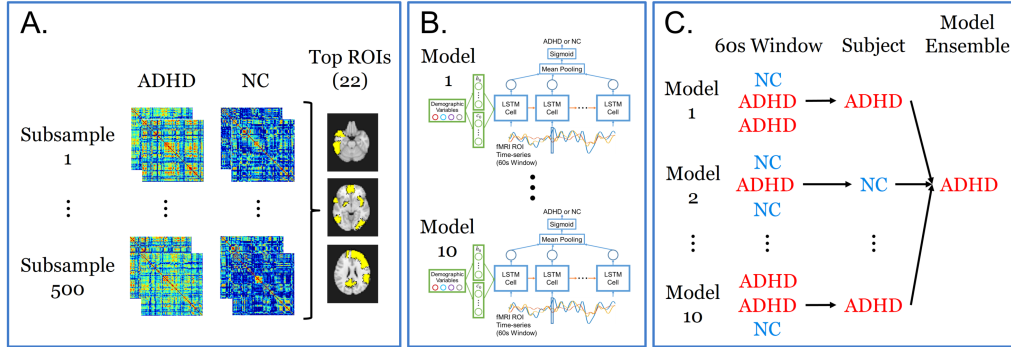 A.
ADHD
NC
Top ROIs
(22)
Subsample
1
Subsample
500
B.
Model
1
ADHD or NC
Sigmoid
Mean Pooling
Demographic
Variables
LSTM
Cell
LSTM
Cell
LSTM
Cell
fMRI ROI
Time-series
(60s Window)
Model
10
ADHD or NC
Sigmoid
Mean Pooling
Demographic
Variables
LSTM
Cell
LSTM
Cell
LSTM
Cell
fMRI ROI
Time-series
(60s Window)
C.
60s Window
Subject
Model
Ensemble
Model
1
NC
ADHD
ADHD
ADHD
Model
2
NC
ADHD
NC
NC
ADHD
Model
10
ADHD
ADHD
NC
ADHD